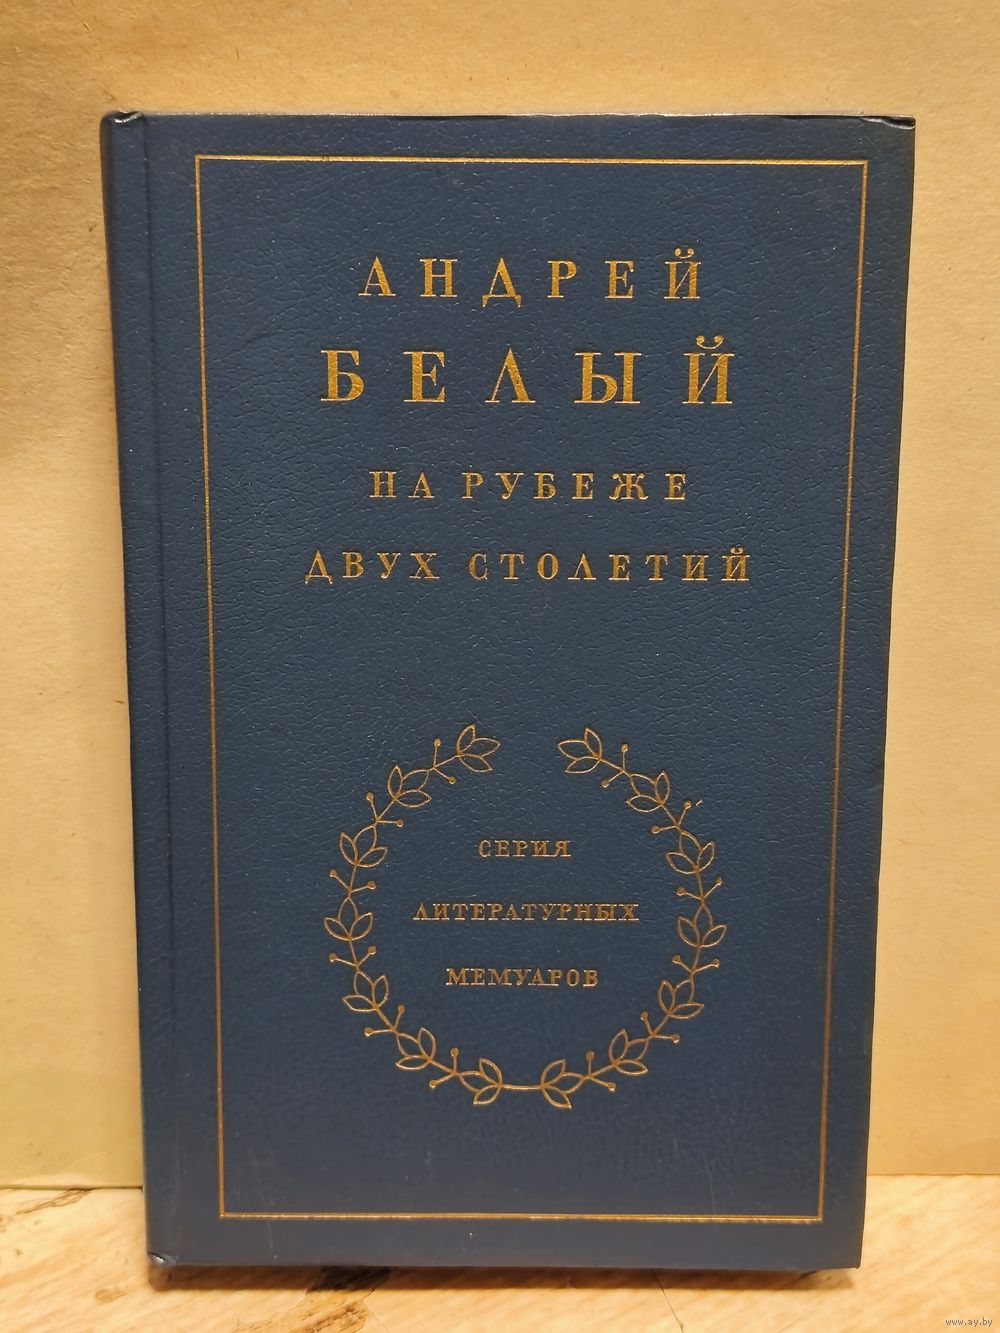 АНДРЕЙ
БЕЛЫЙ
НА РУБЕЖЕ
ДВУХ СТОЛЕТИЙ
СЕРИЯ
ЛИТЕРАТУРНЫХ
МЕМУАРОВ
www.ay.by